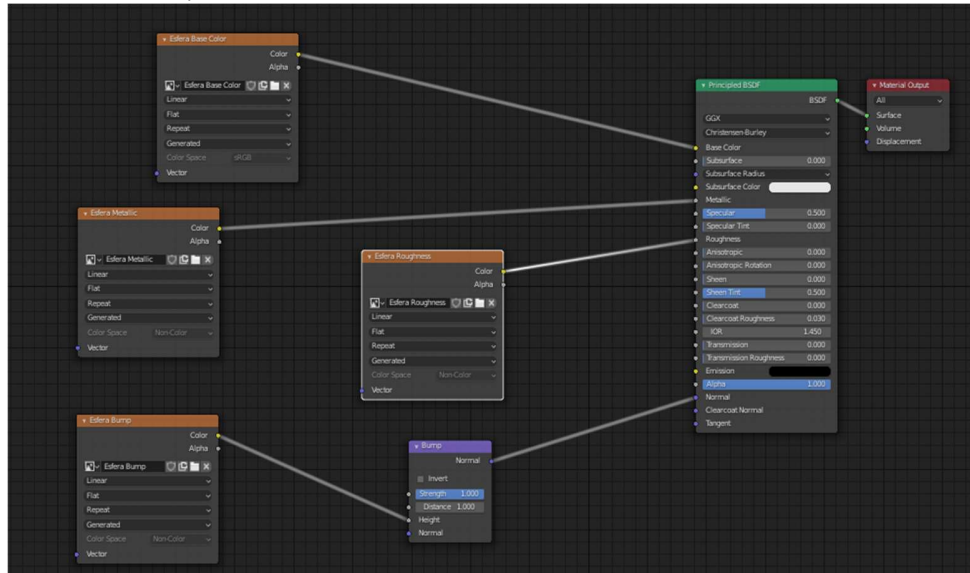 Esfera Base Color
Color
Alpha
Esfera Base Color
Linear
Flat
Repeat
Generated
Color Space sRGB
Vector
Esfera Metallic
Color
Alpha
Esfera Metallic
Linear
Flat
Repeat
Generated
Color Space Non-Color
Vector
Esfera Roughness
Color
Alpha
Esfera Roughness
Linear
Flat
Repeat
Generated
Color Space Non-Color
Vector
Esfera Bump
Color
Alpha
Esfera Bump
Linear
Flat
Repeat
Generated
Color Space Non-Color
Vector
Bump
Normal
Invert
Strength 1.000
Distance 1.000
Height
Normal
Principled BSDF
BSDF
GGX
Christensen-Burley
Base Color
Subsurface 0.000
Subsurface Radius
Subsurface Color
Metallic
Specular 0.500
Specular Tint 0.000
Roughness
Anisotropic 0.000
Anisotropic Rotation 0.000
Sheen 0.000
Sheen Tint 0.500
Clearcoat 0.000
Clearcoat Roughness 0.030
IOR 1.450
Transmission 0.000
Transmission Roughness 0.000
Emission
Alpha 1.000
Normal
Clearcoat Normal
Tangent
Material Output
All
Surface
Volume
Displacement